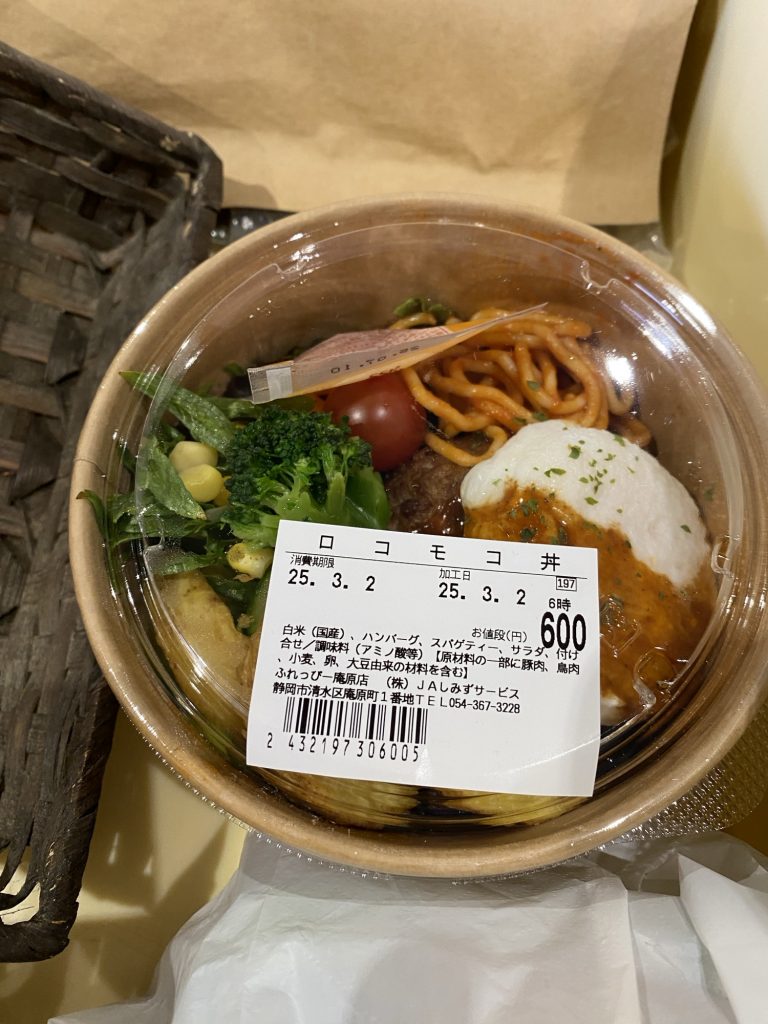 25.07.10
ロコモコ丼
消費期限 加工日 197
25. 3. 2 25. 3. 2 6時
お値段(円) 600
白米(国産)、ハンバーグ、スパゲティー、サラダ、付け
合せ/調味料(アミノ酸等)【原材料の一部に豚肉、鳥肉
、小麦、卵、大豆由来の材料を含む】
ふれっぴー庵原店 (株)JAしみずサービス
静岡市清水区庵原町1番地TEL054-367-3228
2 432197306005